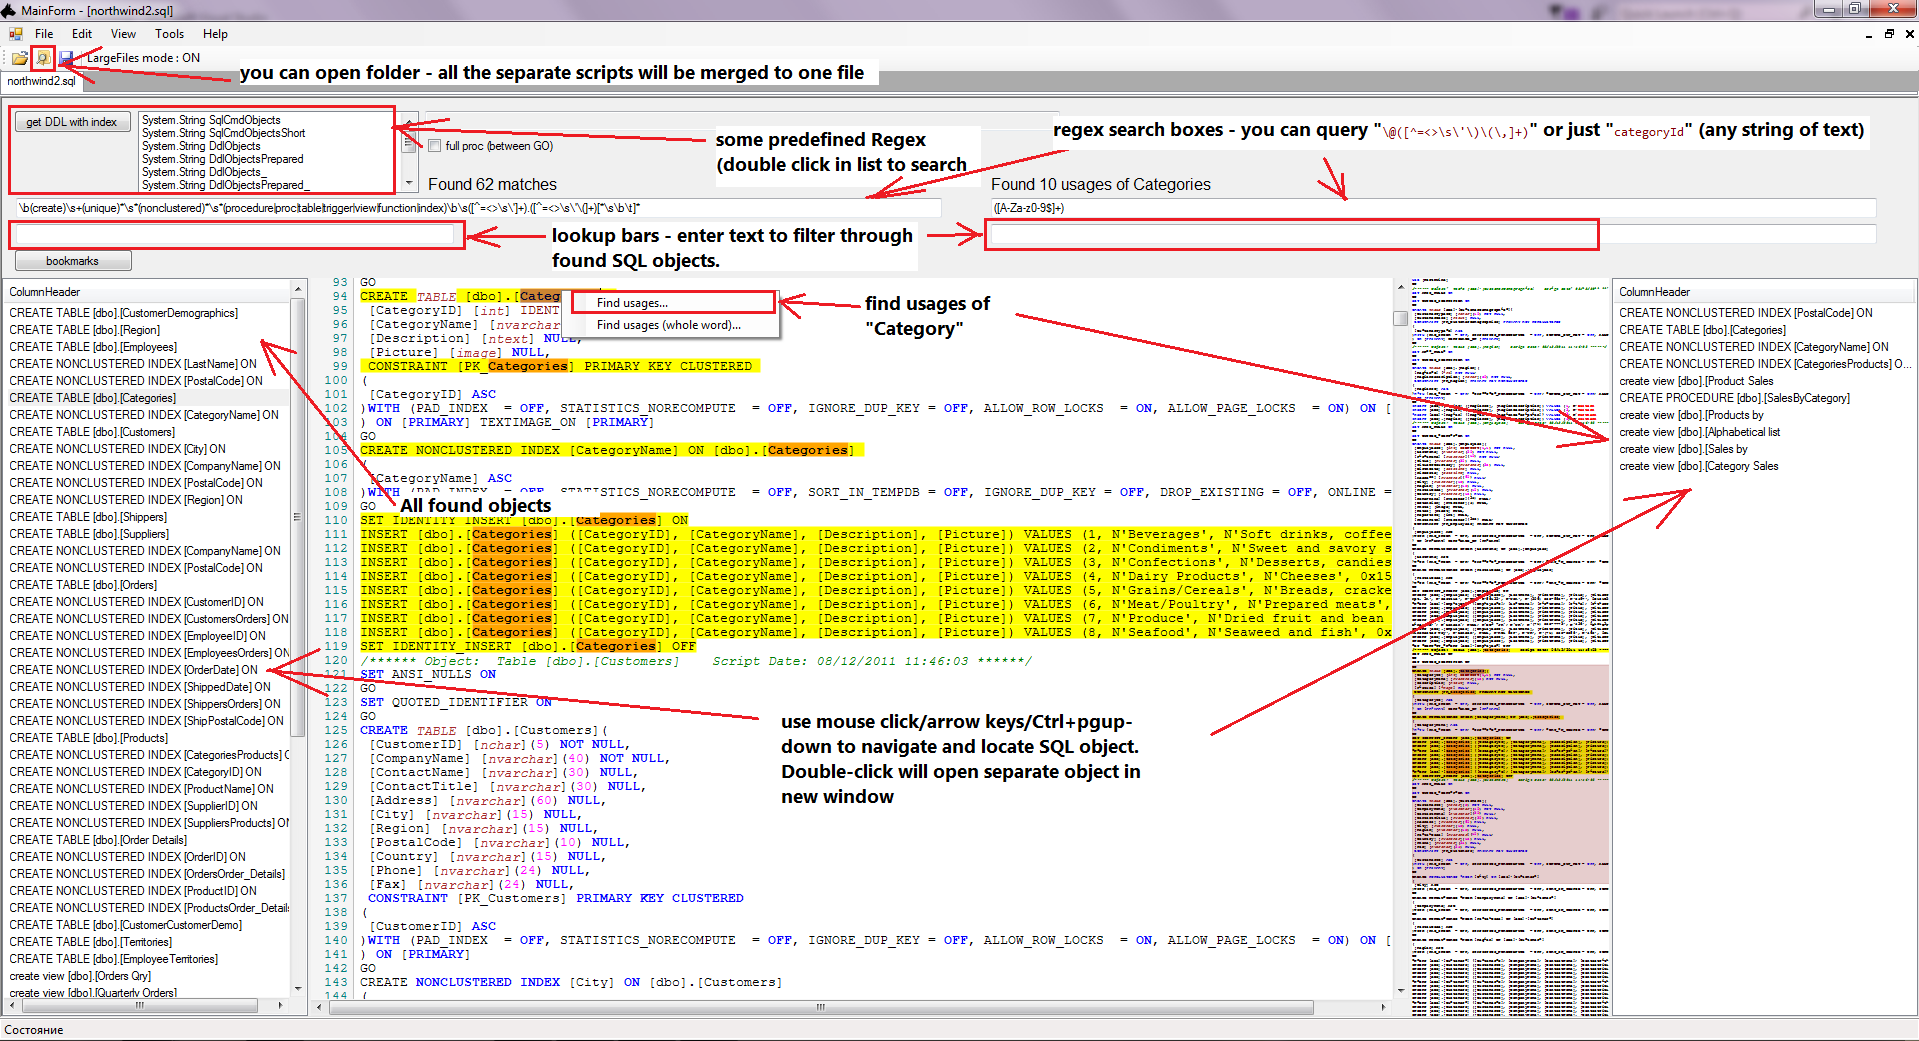 MainForm - [northwind2.sql]
File Edit View Tools Help
LargeFiles mode : ON
you can open folder - all the separate scripts will be merged to one file
northwind2.sql
get DDL with index
System.String SqlCmdObjects
System.String SqlCmdObjectsShort
System.String DdlObjects
System.String DdlObjectsPrepared
System.String DdlObjects_
System.String DdlObjectsPrepared_
full proc (between GO)
some predefined Regex
(double click in list to search
regex search boxes - you can query "\@([^=<>\s\'\)\(\,]+)" or just "categoryId" (any string of text)
Found 62 matches
Found 10 usages of Categories
\b(create)\s+(unique)*\s*(nonclustered)*\s*(procedure|proc|table|trigger|view|function|index)\b\s([^=<>\s\']+).([^=<>\s\"\(]+)[*\s\b\t]*
([A-Za-z0-9$]+)
lookup bars - enter text to filter through
found SQL objects.
bookmarks
ColumnHeader
CREATE TABLE [dbo].[CustomerDemographics]
CREATE TABLE [dbo].[Region]
CREATE TABLE [dbo].[Employees]
CREATE NONCLUSTERED INDEX [LastName] ON
CREATE NONCLUSTERED INDEX [PostalCode] ON
CREATE TABLE [dbo].[Categories]
CREATE NONCLUSTERED INDEX [CategoryName] ON
CREATE TABLE [dbo].[Customers]
CREATE NONCLUSTERED INDEX [City] ON
CREATE NONCLUSTERED INDEX [CompanyName] ON
CREATE NONCLUSTERED INDEX [PostalCode] ON
CREATE NONCLUSTERED INDEX [Region] ON
CREATE TABLE [dbo].[Shippers]
CREATE TABLE [dbo].[Suppliers]
CREATE NONCLUSTERED INDEX [CompanyName] ON
CREATE NONCLUSTERED INDEX [PostalCode] ON
CREATE TABLE [dbo].[Orders]
CREATE NONCLUSTERED INDEX [CustomerID] ON
CREATE NONCLUSTERED INDEX [CustomersOrders] ON
CREATE NONCLUSTERED INDEX [EmployeeID] ON
CREATE NONCLUSTERED INDEX [EmployeesOrders] ON
CREATE NONCLUSTERED INDEX [OrderDate] ON
CREATE NONCLUSTERED INDEX [ShippedDate] ON
CREATE NONCLUSTERED INDEX [ShippersOrders] ON
CREATE NONCLUSTERED INDEX [ShipPostalCode] ON
CREATE TABLE [dbo].[Products]
CREATE NONCLUSTERED INDEX [CategoriesProducts] O
CREATE NONCLUSTERED INDEX [CategoryID] ON
CREATE NONCLUSTERED INDEX [ProductName] ON
CREATE NONCLUSTERED INDEX [SupplierID] ON
CREATE NONCLUSTERED INDEX [SuppliersProducts] ON
CREATE TABLE [dbo].[Order Details]
CREATE NONCLUSTERED INDEX [OrderID] ON
CREATE NONCLUSTERED INDEX [OrdersOrder_Details]
CREATE NONCLUSTERED INDEX [ProductID] ON
CREATE NONCLUSTERED INDEX [ProductsOrder_Details
CREATE TABLE [dbo].[CustomerCustomerDemo]
CREATE TABLE [dbo].[Territories]
CREATE TABLE [dbo].[EmployeeTerritories]
create view [dbo].[Orders Qry]
create view [dbo].[Quarterly Orders]
93 GO
94 CREATE TABLE [dbo].[Categ
95 [CategoryID] [int] IDENT
96 [CategoryName] [nvarchar
97 [Description] [ntext] NULL,
98 [Picture] [image] NULL,
99 CONSTRAINT [PK_Categories] PRIMARY KEY CLUSTERED
100 (
101 [CategoryID] ASC
102 )WITH (PAD_INDEX = OFF, STATISTICS_NORECOMPUTE = OFF, IGNORE_DUP_KEY = OFF, ALLOW_ROW_LOCKS = ON, ALLOW_PAGE_LOCKS = ON) ON [
103 ) ON [PRIMARY] TEXTIMAGE_ON [PRIMARY]
104 GO
105 CREATE NONCLUSTERED INDEX [CategoryName] ON [dbo].[Categories]
106 (
107 [CategoryName] ASC
108 )WITH (PAD_INDEX = OFF, STATISTICS_NORECOMPUTE = OFF, SORT_IN_TEMPDB = OFF, IGNORE_DUP_KEY = OFF, DROP_EXISTING = OFF, ONLINE =
109 GO
110 SET IDENTITY_INSERT [dbo].[Categories] ON
111 INSERT [dbo].[Categories] ([CategoryID], [CategoryName], [Description], [Picture]) VALUES (1, N'Beverages', N'Soft drinks, coffee
112 INSERT [dbo].[Categories] ([CategoryID], [CategoryName], [Description], [Picture]) VALUES (2, N'Condiments', N'Sweet and savory s
113 INSERT [dbo].[Categories] ([CategoryID], [CategoryName], [Description], [Picture]) VALUES (3, N'Confections', N'Desserts, candies
114 INSERT [dbo].[Categories] ([CategoryID], [CategoryName], [Description], [Picture]) VALUES (4, N'Dairy Products', N'Cheeses', 0x15
115 INSERT [dbo].[Categories] ([CategoryID], [CategoryName], [Description], [Picture]) VALUES (5, N'Grains/Cereals', N'Breads, cracke
116 INSERT [dbo].[Categories] ([CategoryID], [CategoryName], [Description], [Picture]) VALUES (6, N'Meat/Poultry', N'Prepared meats',
117 INSERT [dbo].[Categories] ([CategoryID], [CategoryName], [Description], [Picture]) VALUES (7, N'Produce', N'Dried fruit and bean
118 INSERT [dbo].[Categories] ([CategoryID], [CategoryName], [Description], [Picture]) VALUES (8, N'Seafood', N'Seaweed and fish', 0x
119 SET IDENTITY_INSERT [dbo].[Categories] OFF
120 /****** Object: Table [dbo].[Customers] Script Date: 08/12/2011 11:46:03 ******/
121 SET ANSI_NULLS ON
122 GO
123 SET QUOTED_IDENTIFIER ON
124 GO
125 CREATE TABLE [dbo].[Customers](
126 [CustomerID] [nchar](5) NOT NULL,
127 [CompanyName] [nvarchar](40) NOT NULL,
128 [ContactName] [nvarchar](30) NULL,
129 [ContactTitle] [nvarchar](30) NULL,
130 [Address] [nvarchar](60) NULL,
131 [City] [nvarchar](15) NULL,
132 [Region] [nvarchar](15) NULL,
133 [PostalCode] [nvarchar](10) NULL,
134 [Country] [nvarchar](15) NULL,
135 [Phone] [nvarchar](24) NULL,
136 [Fax] [nvarchar](24) NULL,
137 CONSTRAINT [PK_Customers] PRIMARY KEY CLUSTERED
138 (
139 [CustomerID] ASC
140 )WITH (PAD_INDEX = OFF, STATISTICS_NORECOMPUTE = OFF, IGNORE_DUP_KEY = OFF, ALLOW_ROW_LOCKS = ON, ALLOW_PAGE_LOCKS = ON) ON [
141 ) ON [PRIMARY]
142 GO
143 CREATE NONCLUSTERED INDEX [City] ON [dbo].[Customers]
144 (
Find usages...
Find usages (whole word)...
find usages of
"Category"
All found objects
use mouse click/arrow keys/Ctrl+pgup-
down to navigate and locate SQL object.
Double-click will open separate object in
new window
ColumnHeader
CREATE NONCLUSTERED INDEX [PostalCode] ON
CREATE TABLE [dbo].[Categories]
CREATE NONCLUSTERED INDEX [CategoryName] ON
CREATE NONCLUSTERED INDEX [CategoriesProducts] O...
create view [dbo].[Product Sales
CREATE PROCEDURE [dbo].[SalesByCategory]
create view [dbo].[Products by
create view [dbo].[Alphabetical list
create view [dbo].[Sales by
create view [dbo].[Category Sales
Состояние